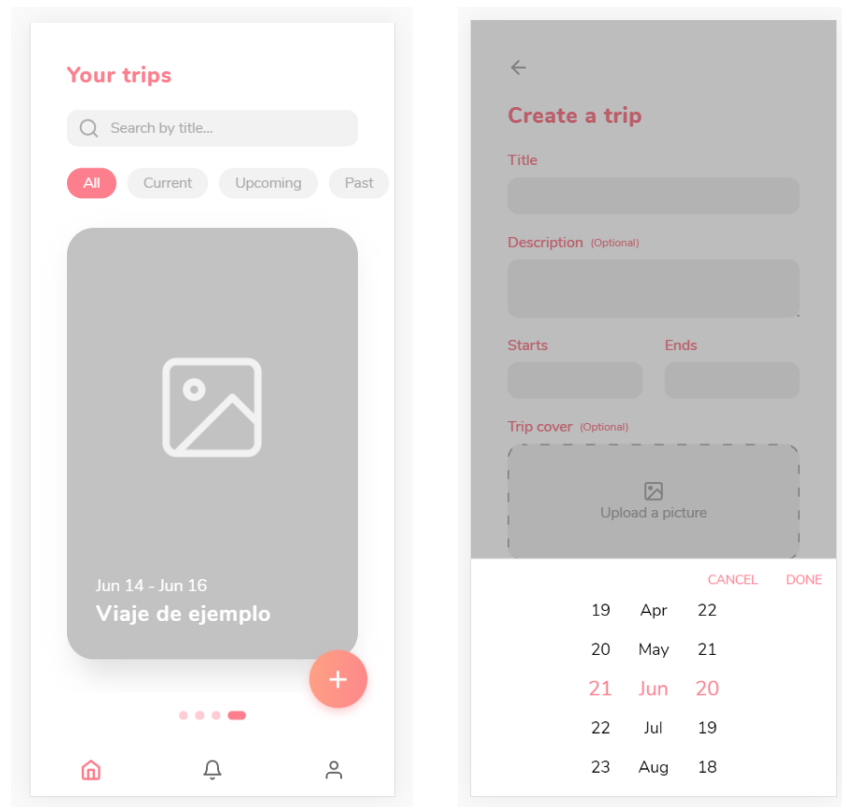 Your trips
Search by title...
All Current Upcoming Past
Jun 14 - Jun 16
Viaje de ejemplo
Create a trip
Title
Description (Optional)
Starts Ends
Trip cover (Optional)
Upload a picture
CANCEL DONE
19 Apr 22
20 May 21
21 Jun 20
22 Jul 19
23 Aug 18